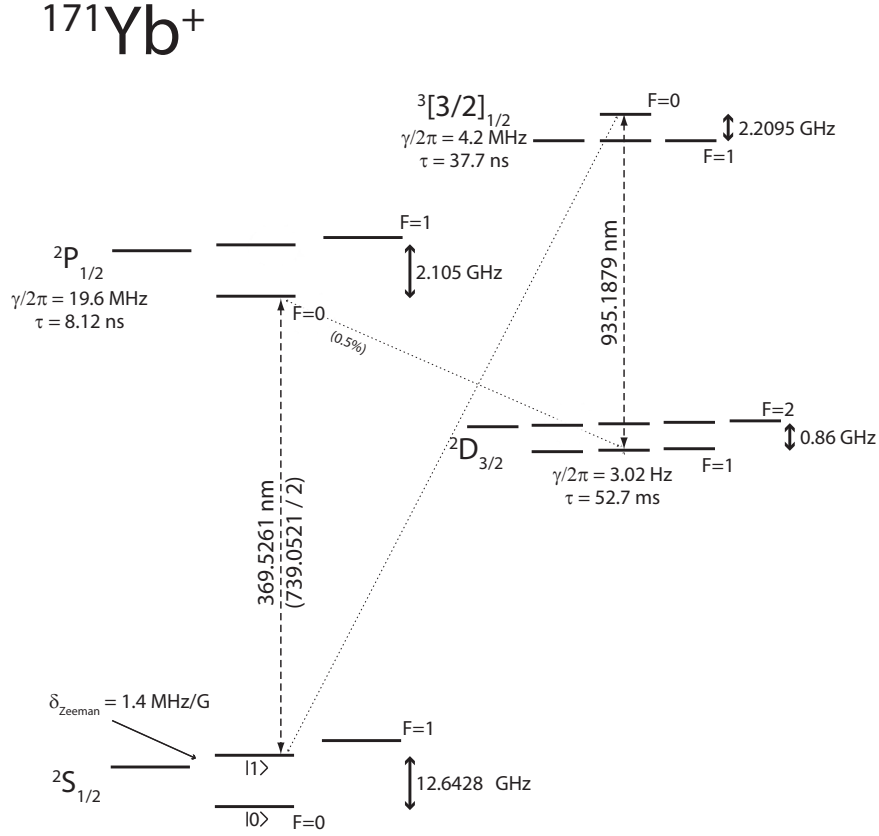 171Yb+
3[3/2]1/2
γ/2π = 4.2 MHz
τ = 37.7 ns
F=0
2.2095 GHz
F=1
2P1/2
γ/2π = 19.6 MHz
τ = 8.12 ns
F=1
2.105 GHz
F=0
(0.5%)
935.1879 nm
2D3/2
F=2
0.86 GHz
F=1
γ/2π = 3.02 Hz
τ = 52.7 ms
369.5261 nm
(739.0521 / 2)
δZeeman = 1.4 MHz/G
2S1/2
F=1
|1>
12.6428 GHz
|0>
F=0